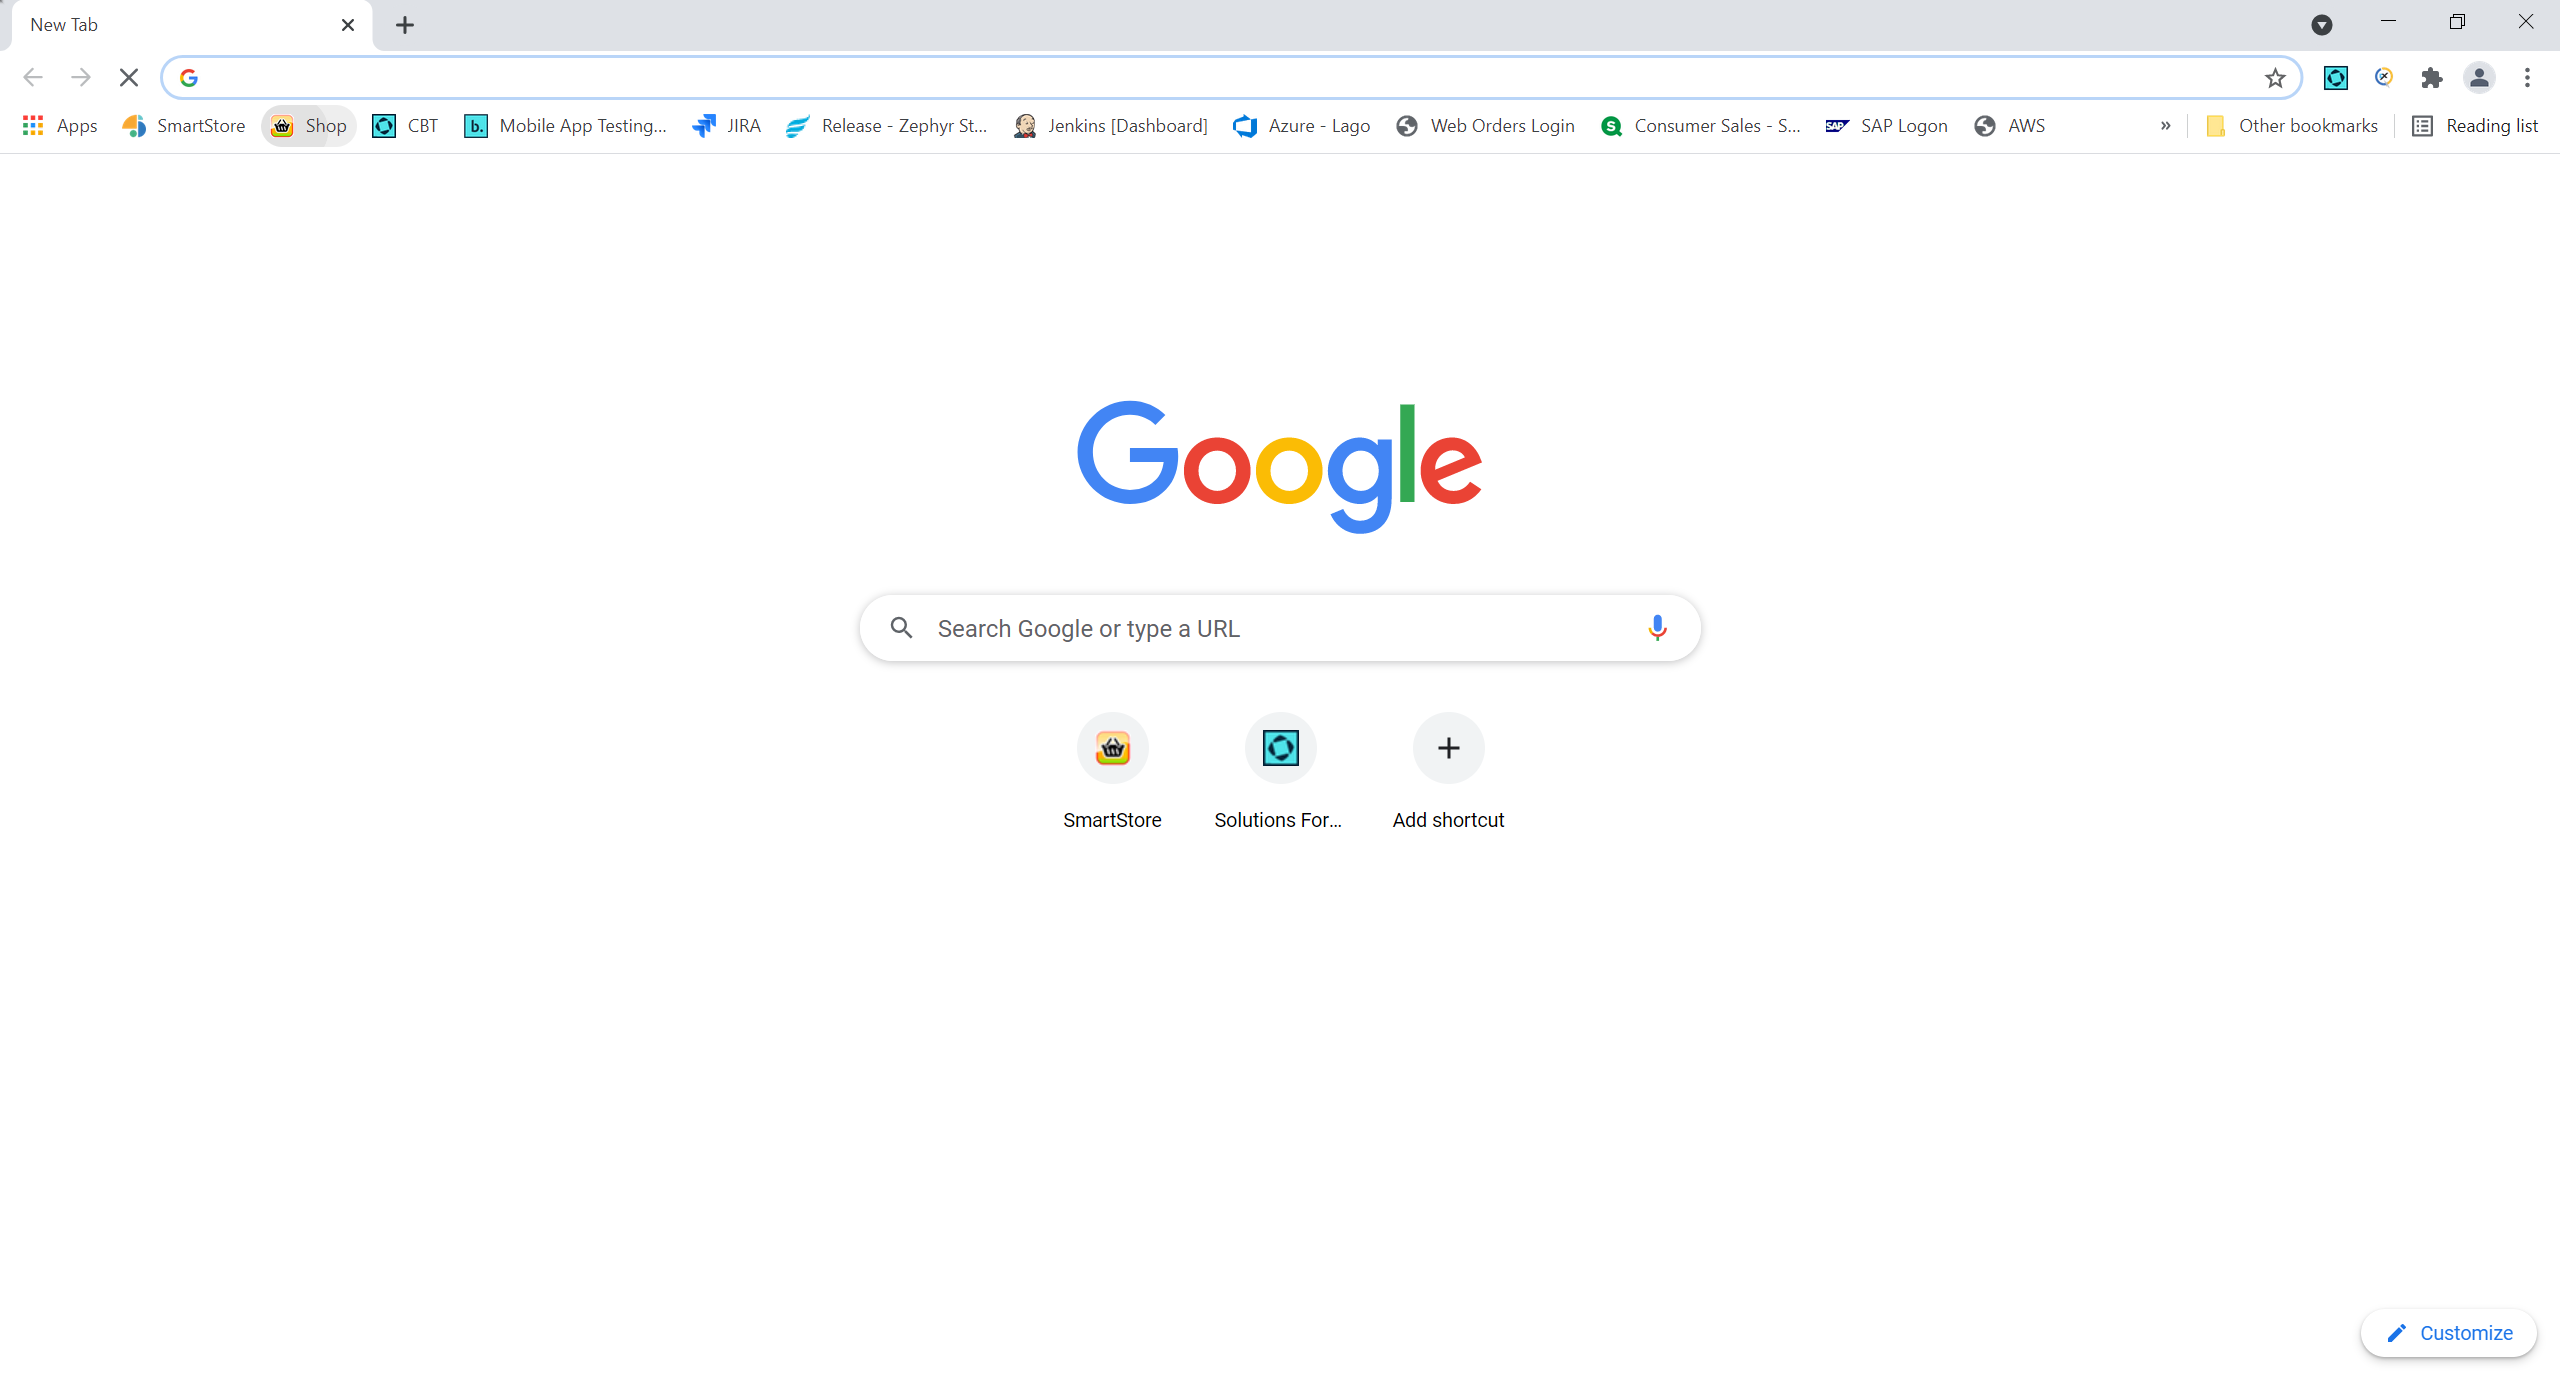 New Tab
Apps SmartStore Shop CBT Mobile App Testing... JIRA Release - Zephyr St... Jenkins [Dashboard] Azure - Lago Web Orders Login Consumer Sales - S... SAP Logon AWS » Other bookmarks Reading list
Google
Search Google or type a URL
SmartStore Solutions For... Add shortcut
Customize